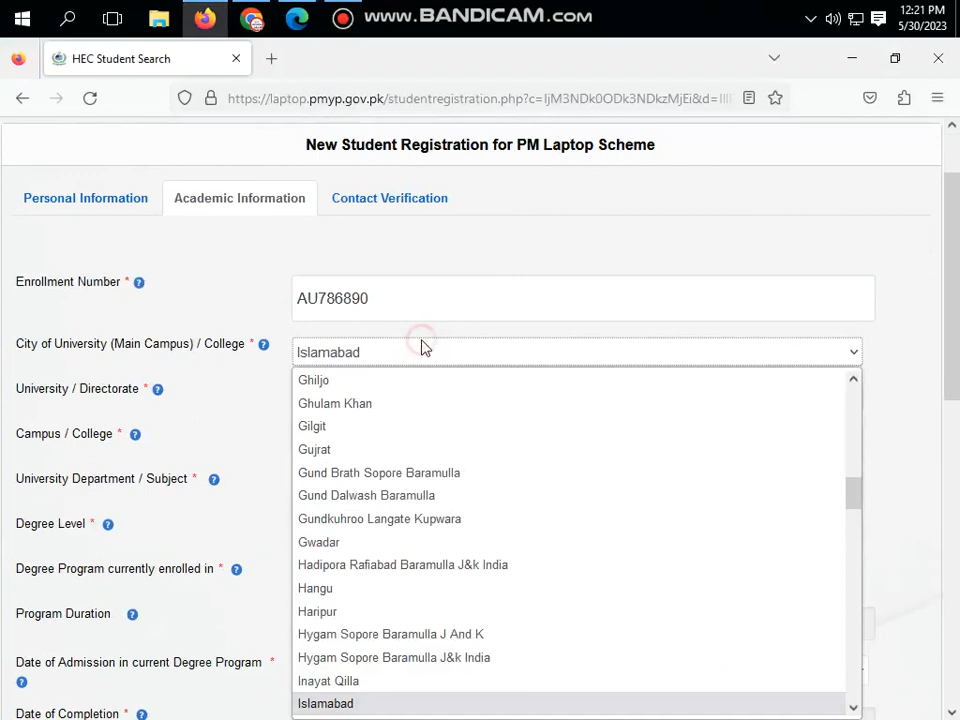 www.BANDICAM.com
12:21 PM
5/30/2023
HEC Student Search
https://laptop.pmyp.gov.pk/studentregistration.php?c=IjM3NDk0ODk3NDkzMjEi&d=IllI
New Student Registration for PM Laptop Scheme
Personal Information
Academic Information
Contact Verification
Enrollment Number * ?
AU786890
City of University (Main Campus) / College * ?
Islamabad
University / Directorate * ?
Campus / College * ?
University Department / Subject * ?
Degree Level * ?
Degree Program currently enrolled in * ?
Program Duration ?
Date of Admission in current Degree Program * ?
Date of Completion * ?
Ghiljo
Ghulam Khan
Gilgit
Gujrat
Gund Brath Sopore Baramulla
Gund Dalwash Baramulla
Gundkuhroo Langate Kupwara
Gwadar
Hadipora Rafiabad Baramulla J&k India
Hangu
Haripur
Hygam Sopore Baramulla J And K
Hygam Sopore Baramulla J&k India
Inayat Qilla
Islamabad